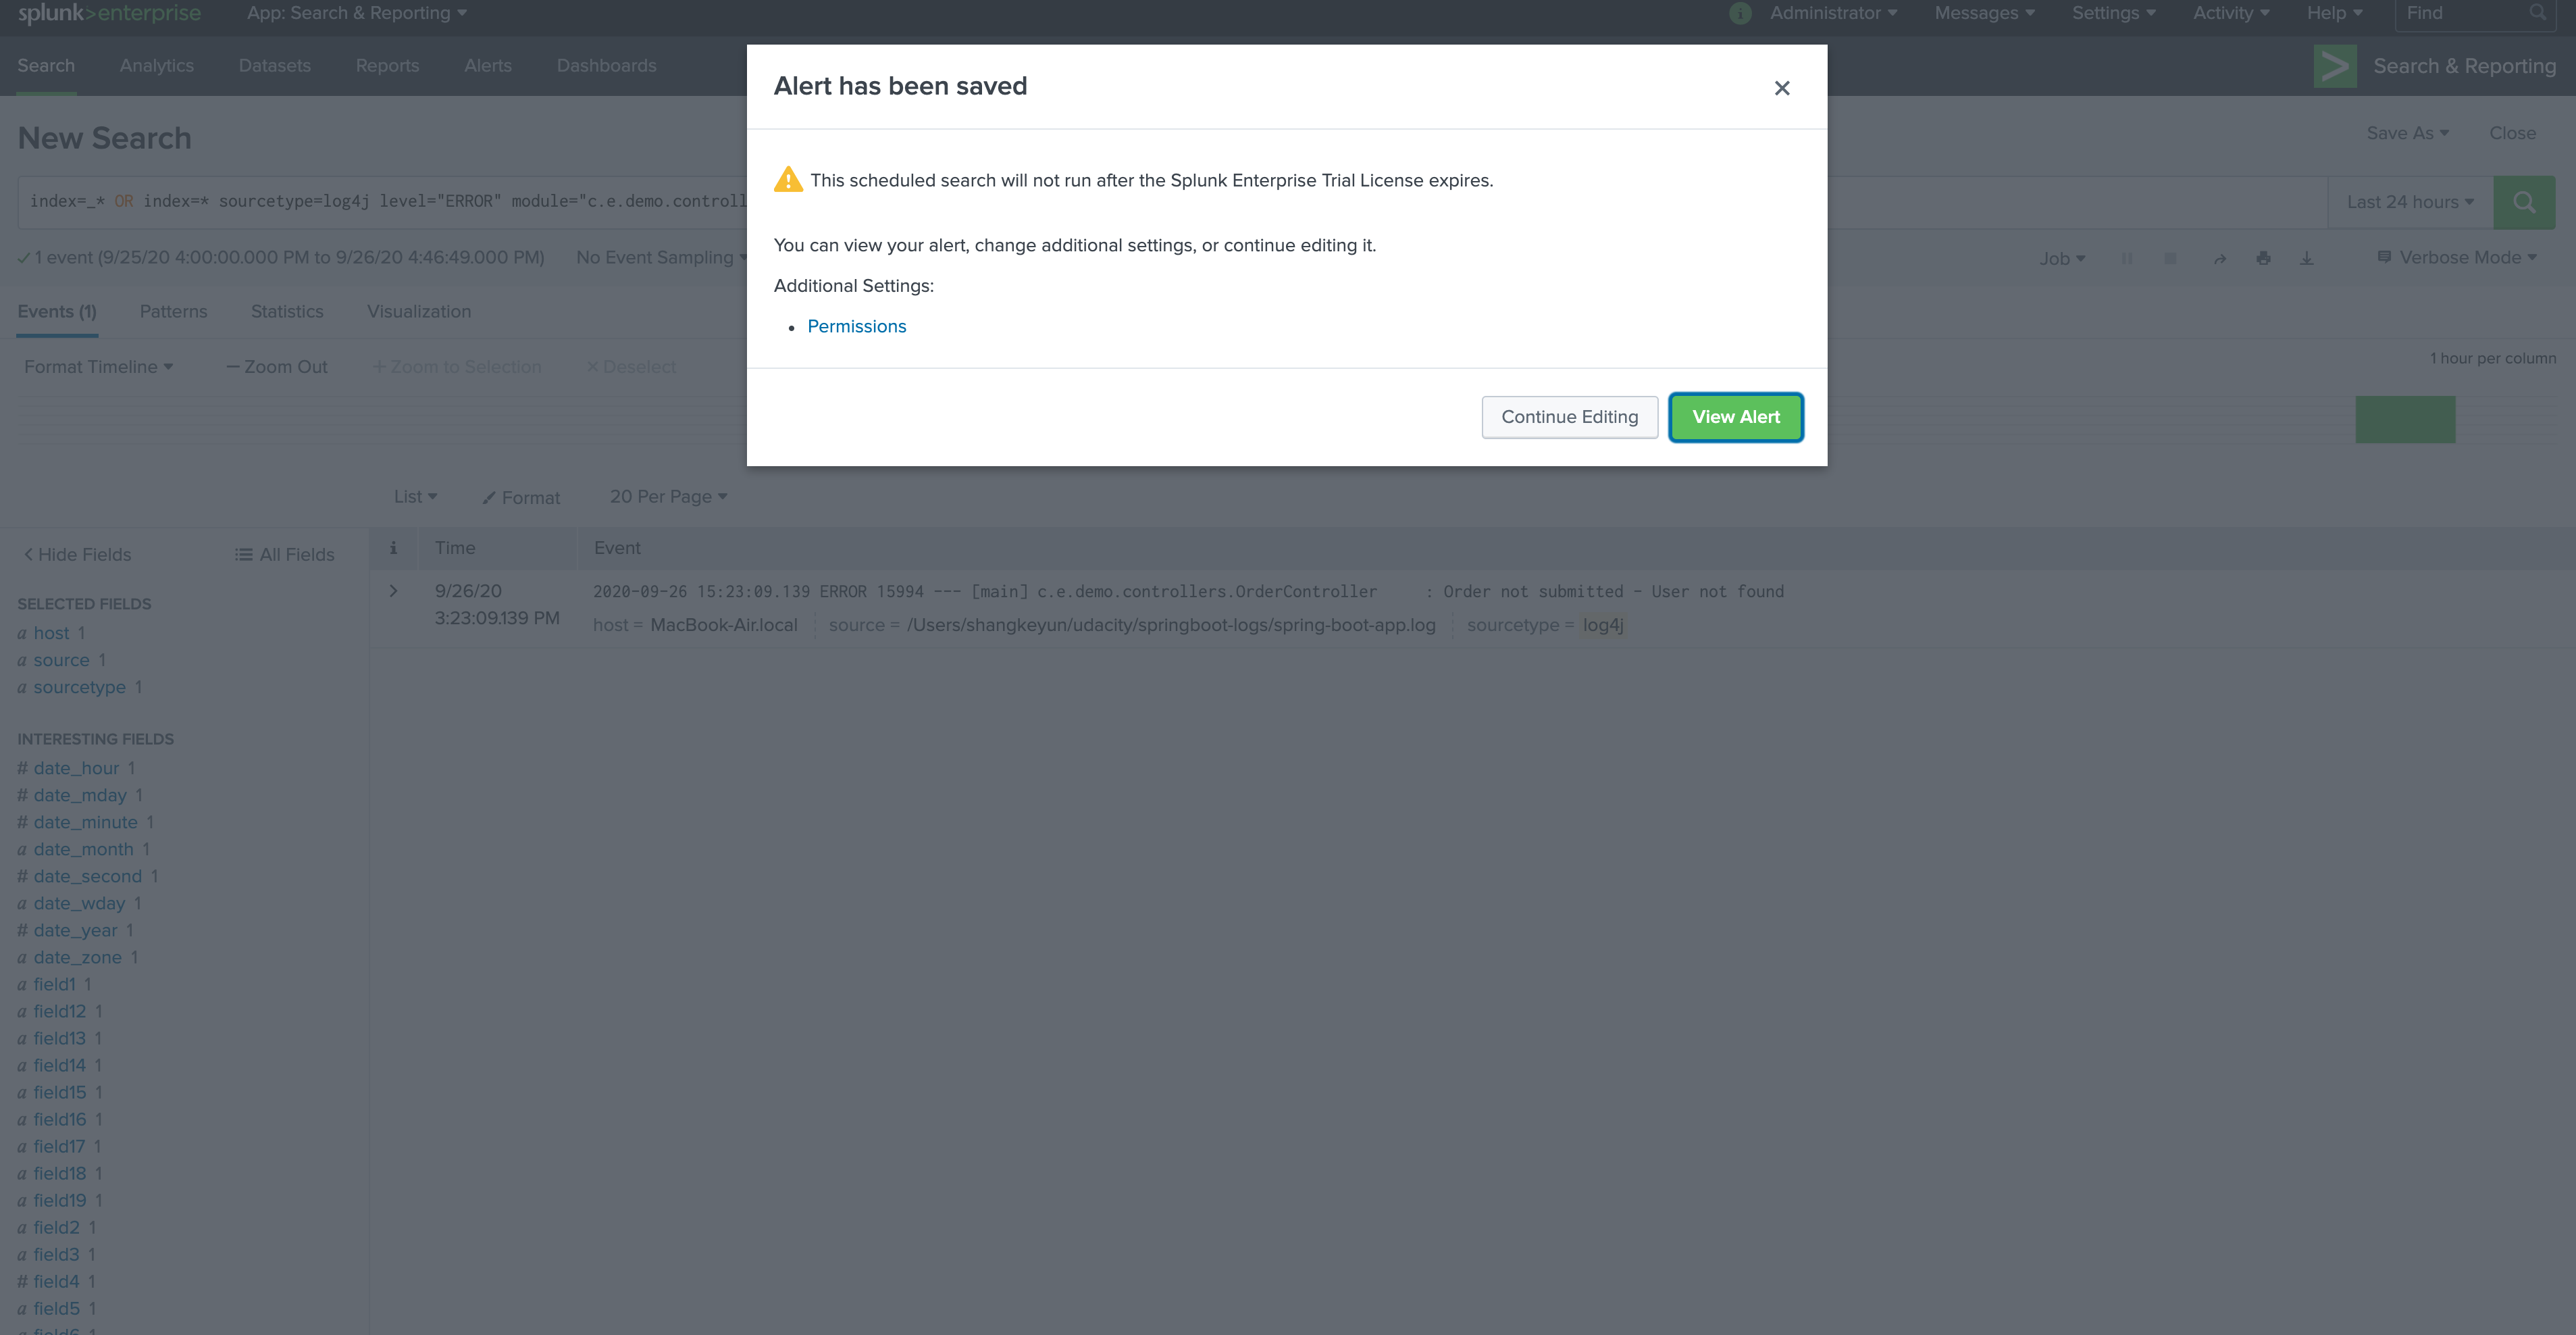 splunk>enterprise App: Search & Reporting i Administrator Messages Settings Activity Help Find
Search Analytics Datasets Reports Alerts Dashboards Search & Reporting
Alert has been saved
This scheduled search will not run after the Splunk Enterprise Trial License expires.
You can view your alert, change additional settings, or continue editing it.
Additional Settings:
• Permissions
Continue Editing View Alert
New Search Save As Close
index=_* OR index=* sourcetype=log4j level="ERROR" module="c.e.demo.controll Last 24 hours
1 event (9/25/20 4:00:00.000 PM to 9/26/20 4:46:49.000 PM) No Event Sampling Job Verbose Mode
Events (1) Patterns Statistics Visualization
Format Timeline — Zoom Out + Zoom to Selection × Deselect 1 hour per column
List Format 20 Per Page
< Hide Fields All Fields
i Time Event
9/26/20
3:23:09.139 PM
2020-09-26 15:23:09.139 ERROR 15994 --- [main] c.e.demo.controllers.OrderController : Order not submitted - User not found
host = MacBook-Air.local source = /Users/shangkeyun/udacity/springboot-logs/spring-boot-app.log sourcetype = log4j
SELECTED FIELDS
a host 1
a source 1
a sourcetype 1
INTERESTING FIELDS
# date_hour 1
# date_mday 1
# date_minute 1
a date_month 1
# date_second 1
a date_wday 1
# date_year 1
a date_zone 1
a field1 1
a field12 1
a field13 1
a field14 1
a field15 1
a field16 1
a field17 1
a field18 1
a field19 1
a field2 1
a field3 1
# field4 1
a field5 1